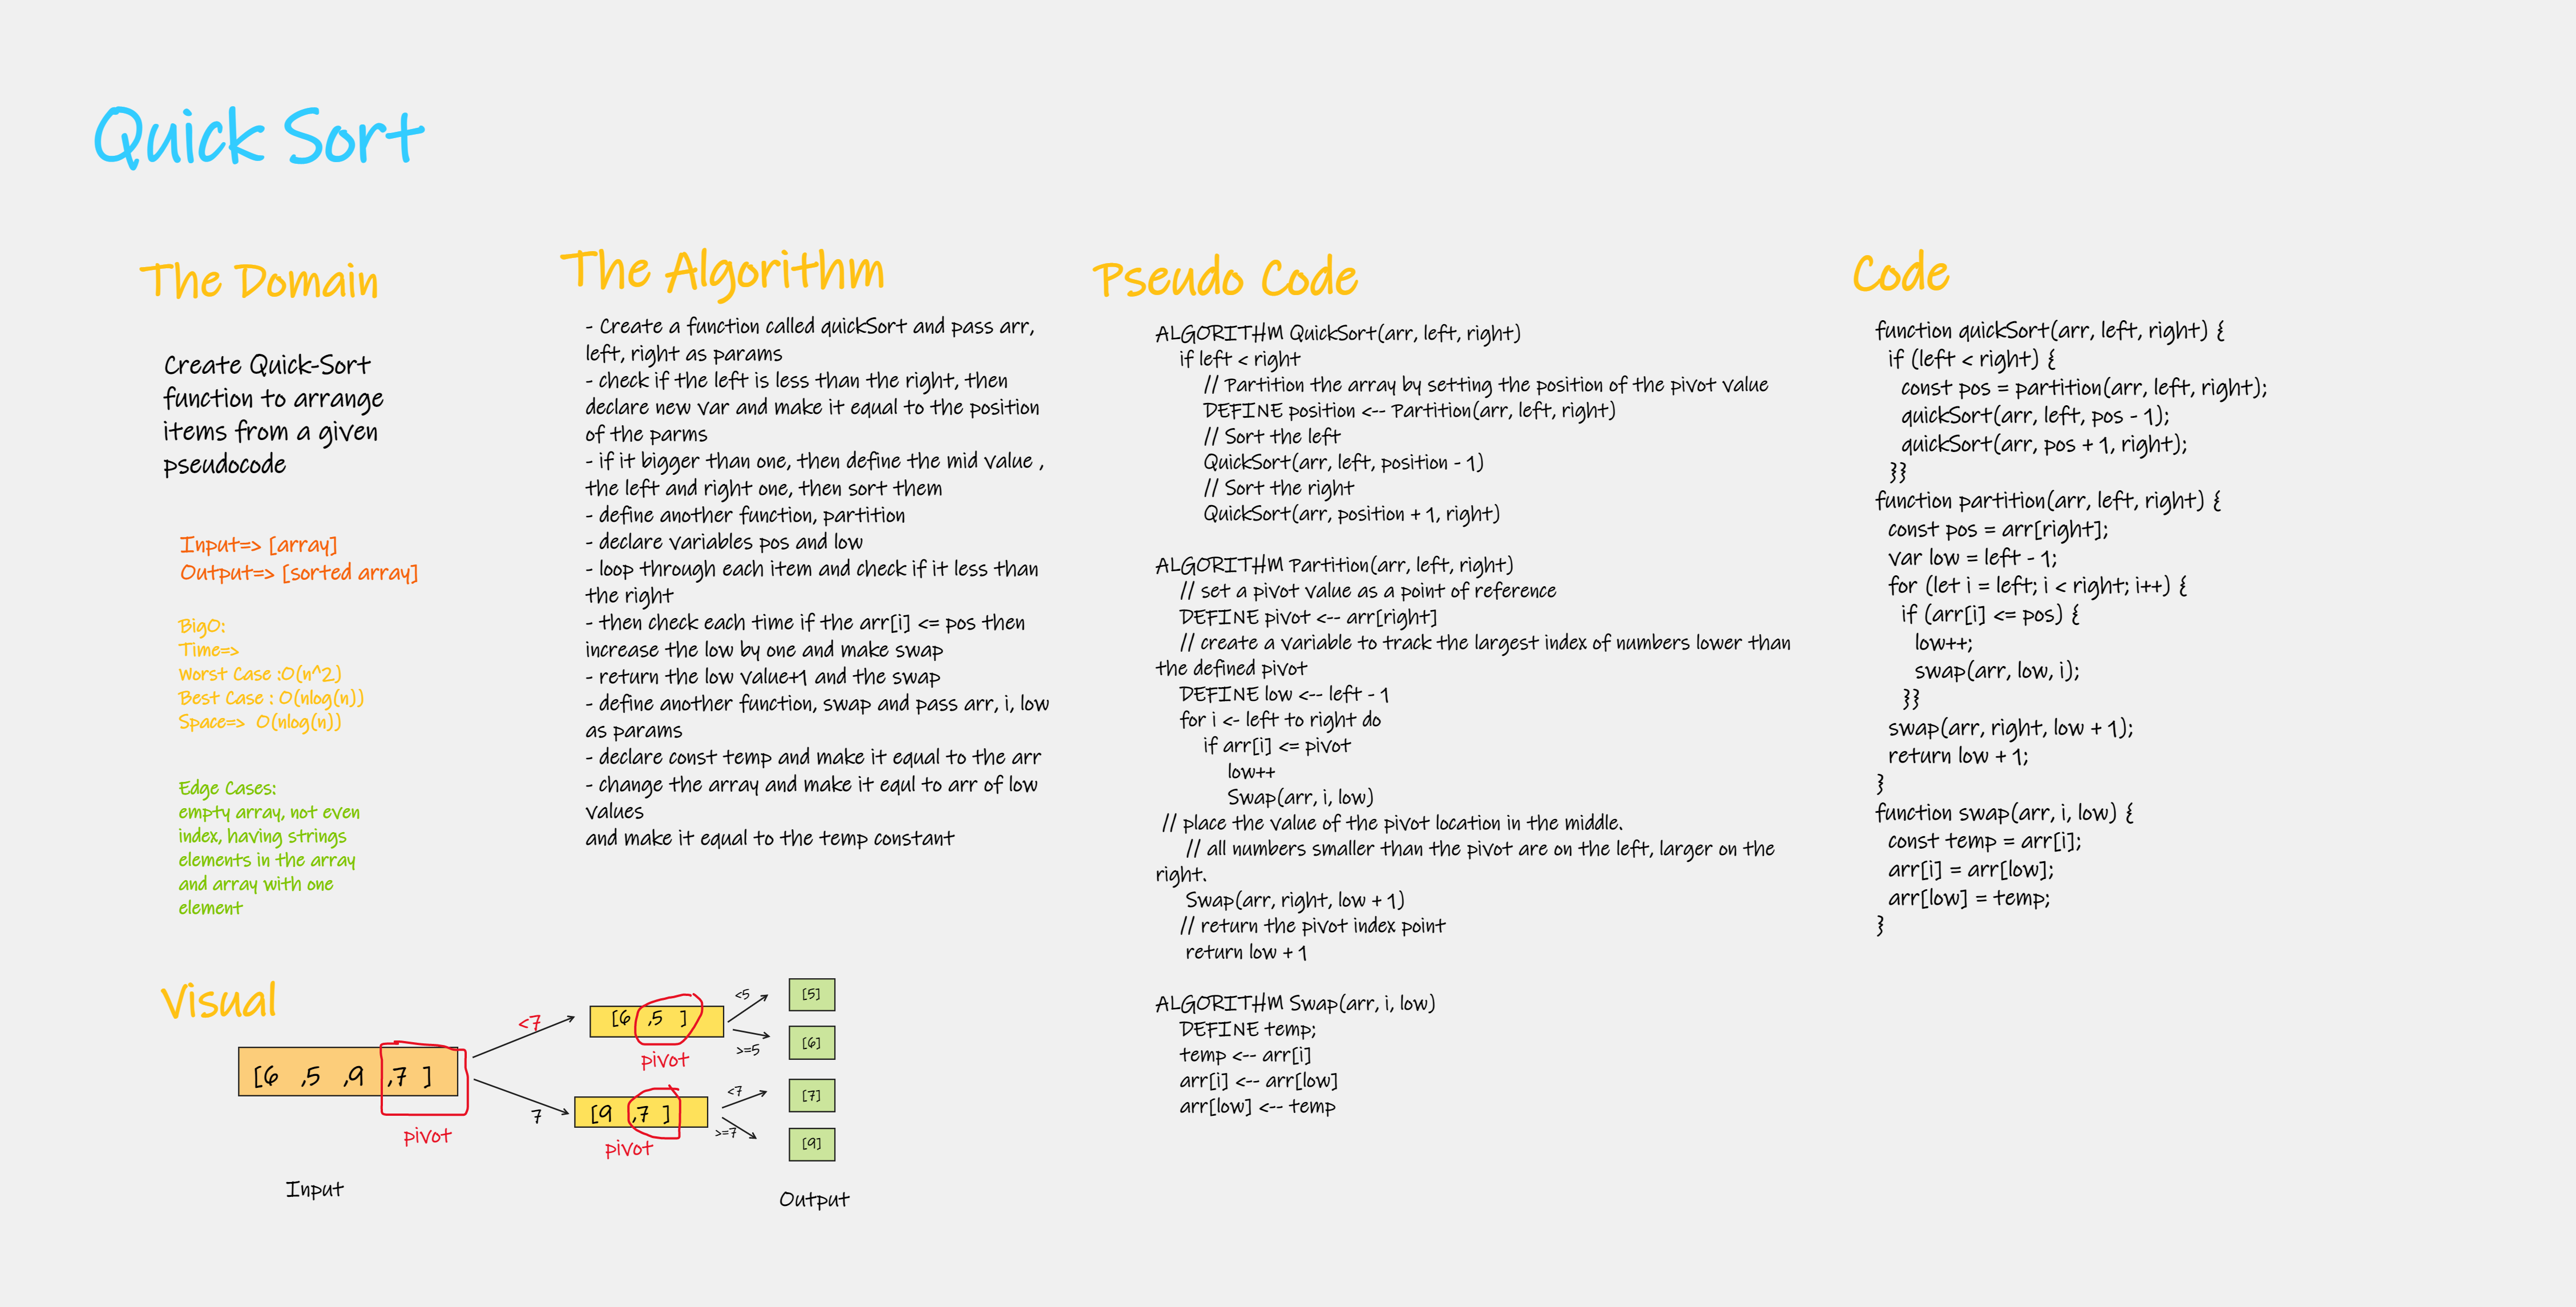 Quick Sort
The Domain
Create Quick-Sort
function to arrange
items from a given
pseudocode
Input=> [array]
Output=> [sorted array]
BigO:
Time=>
Worst Case :O(n^2)
Best Case : O(nlog(n))
Space=> O(nlog(n))
Edge Cases:
empty array, not even
index, having strings
elements in the array
and array with one
element
The Algorithm
- Create a function called quickSort and pass arr,
left, right as params
- check if the left is less than the right, then
declare new var and make it equal to the position
of the parms
- if it bigger than one, then define the mid value ,
the left and right one, then sort them
- define another function, partition
- declare variables pos and low
- loop through each item and check if it less than
the right
- then check each time if the arr[i] <= pos then
increase the low by one and make swap
- return the low value+1 and the swap
- define another function, swap and pass arr, i, low
as params
- declare const temp and make it equal to the arr
- change the array and make it equl to arr of low
values
and make it equal to the temp constant
Pseudo Code
ALGORITHM QuickSort(arr, left, right)
if left < right
// Partition the array by setting the position of the pivot value
DEFINE position <-- Partition(arr, left, right)
// Sort the left
QuickSort(arr, left, position - 1)
// Sort the right
QuickSort(arr, position + 1, right)
ALGORITHM Partition(arr, left, right)
// set a pivot value as a point of reference
DEFINE pivot <-- arr[right]
// create a variable to track the largest index of numbers lower than
the defined pivot
DEFINE low <-- left - 1
for i <- left to right do
if arr[i] <= pivot
low++
Swap(arr, i, low)
// place the value of the pivot location in the middle.
// all numbers smaller than the pivot are on the left, larger on the
right.
Swap(arr, right, low + 1)
// return the pivot index point
return low + 1
ALGORITHM Swap(arr, i, low)
DEFINE temp;
temp <-- arr[i]
arr[i] <-- arr[low]
arr[low] <-- temp
Code
function quickSort(arr, left, right) {
if (left < right) {
const pos = partition(arr, left, right);
quickSort(arr, left, pos - 1);
quickSort(arr, pos + 1, right);
}}
function partition(arr, left, right) {
const pos = arr[right];
var low = left - 1;
for (let i = left; i < right; i++) {
if (arr[i] <= pos) {
low++;
swap(arr, low, i);
}}
swap(arr, right, low + 1);
return low + 1;
}
function swap(arr, i, low) {
const temp = arr[i];
arr[i] = arr[low];
arr[low] = temp;
}
Visual
[6 ,5 ,9 ,7 ]
pivot
Input
<7
7
[6 ,5 ]
pivot
[9 ,7 ]
pivot
<5
>=5
<7
>=7
[5]
[6]
[7]
[9]
Output